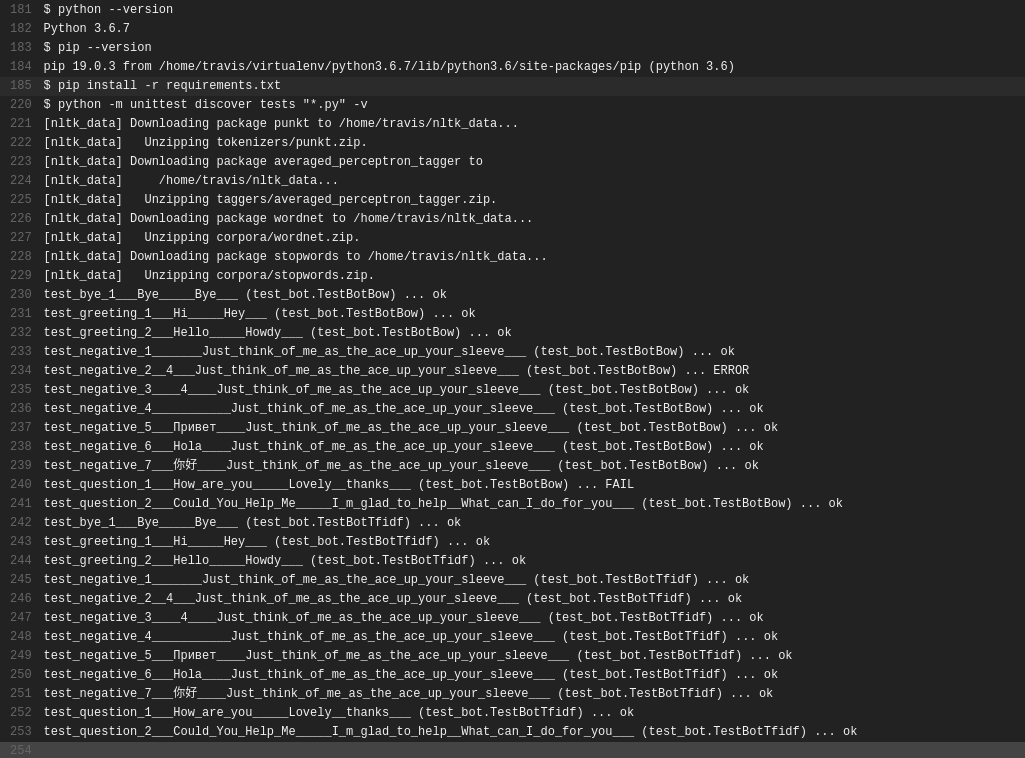 181 $ python --version
182 Python 3.6.7
183 $ pip --version
184 pip 19.0.3 from /home/travis/virtualenv/python3.6.7/lib/python3.6/site-packages/pip (python 3.6)
185 $ pip install -r requirements.txt
220 $ python -m unittest discover tests "*.py" -v
221 [nltk_data] Downloading package punkt to /home/travis/nltk_data...
222 [nltk_data]   Unzipping tokenizers/punkt.zip.
223 [nltk_data] Downloading package averaged_perceptron_tagger to
224 [nltk_data]     /home/travis/nltk_data...
225 [nltk_data]   Unzipping taggers/averaged_perceptron_tagger.zip.
226 [nltk_data] Downloading package wordnet to /home/travis/nltk_data...
227 [nltk_data]   Unzipping corpora/wordnet.zip.
228 [nltk_data] Downloading package stopwords to /home/travis/nltk_data...
229 [nltk_data]   Unzipping corpora/stopwords.zip.
230 test_bye_1___Bye_____Bye___ (test_bot.TestBotBow) ... ok
231 test_greeting_1___Hi_____Hey___ (test_bot.TestBotBow) ... ok
232 test_greeting_2___Hello_____Howdy___ (test_bot.TestBotBow) ... ok
233 test_negative_1_______Just_think_of_me_as_the_ace_up_your_sleeve___ (test_bot.TestBotBow) ... ok
234 test_negative_2__4___Just_think_of_me_as_the_ace_up_your_sleeve___ (test_bot.TestBotBow) ... ERROR
235 test_negative_3____4____Just_think_of_me_as_the_ace_up_your_sleeve___ (test_bot.TestBotBow) ... ok
236 test_negative_4___________Just_think_of_me_as_the_ace_up_your_sleeve___ (test_bot.TestBotBow) ... ok
237 test_negative_5___Привет____Just_think_of_me_as_the_ace_up_your_sleeve___ (test_bot.TestBotBow) ... ok
238 test_negative_6___Hola____Just_think_of_me_as_the_ace_up_your_sleeve___ (test_bot.TestBotBow) ... ok
239 test_negative_7___你好____Just_think_of_me_as_the_ace_up_your_sleeve___ (test_bot.TestBotBow) ... ok
240 test_question_1___How_are_you_____Lovely__thanks___ (test_bot.TestBotBow) ... FAIL
241 test_question_2___Could_You_Help_Me_____I_m_glad_to_help__What_can_I_do_for_you___ (test_bot.TestBotBow) ... ok
242 test_bye_1___Bye_____Bye___ (test_bot.TestBotTfidf) ... ok
243 test_greeting_1___Hi_____Hey___ (test_bot.TestBotTfidf) ... ok
244 test_greeting_2___Hello_____Howdy___ (test_bot.TestBotTfidf) ... ok
245 test_negative_1_______Just_think_of_me_as_the_ace_up_your_sleeve___ (test_bot.TestBotTfidf) ... ok
246 test_negative_2__4___Just_think_of_me_as_the_ace_up_your_sleeve___ (test_bot.TestBotTfidf) ... ok
247 test_negative_3____4____Just_think_of_me_as_the_ace_up_your_sleeve___ (test_bot.TestBotTfidf) ... ok
248 test_negative_4___________Just_think_of_me_as_the_ace_up_your_sleeve___ (test_bot.TestBotTfidf) ... ok
249 test_negative_5___Привет____Just_think_of_me_as_the_ace_up_your_sleeve___ (test_bot.TestBotTfidf) ... ok
250 test_negative_6___Hola____Just_think_of_me_as_the_ace_up_your_sleeve___ (test_bot.TestBotTfidf) ... ok
251 test_negative_7___你好____Just_think_of_me_as_the_ace_up_your_sleeve___ (test_bot.TestBotTfidf) ... ok
252 test_question_1___How_are_you_____Lovely__thanks___ (test_bot.TestBotTfidf) ... ok
253 test_question_2___Could_You_Help_Me_____I_m_glad_to_help__What_can_I_do_for_you___ (test_bot.TestBotTfidf) ... ok
254